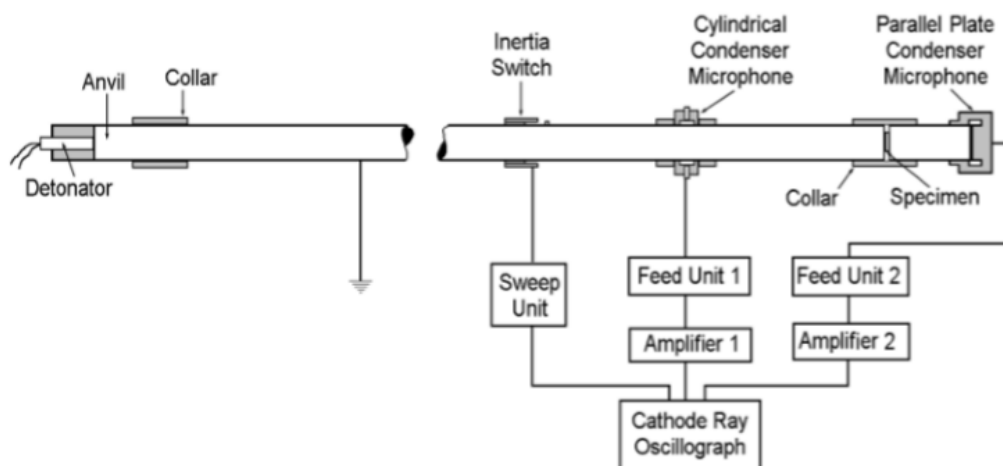 Inertia
Switch
Cylindrical
Condenser
Microphone
Parallel Plate
Condenser
Microphone
Anvil
Collar
Detonator
Collar
Specimen
Sweep
Unit
Feed Unit 1
Feed Unit 2
Amplifier 1
Amplifier 2
Cathode Ray
Oscillograph